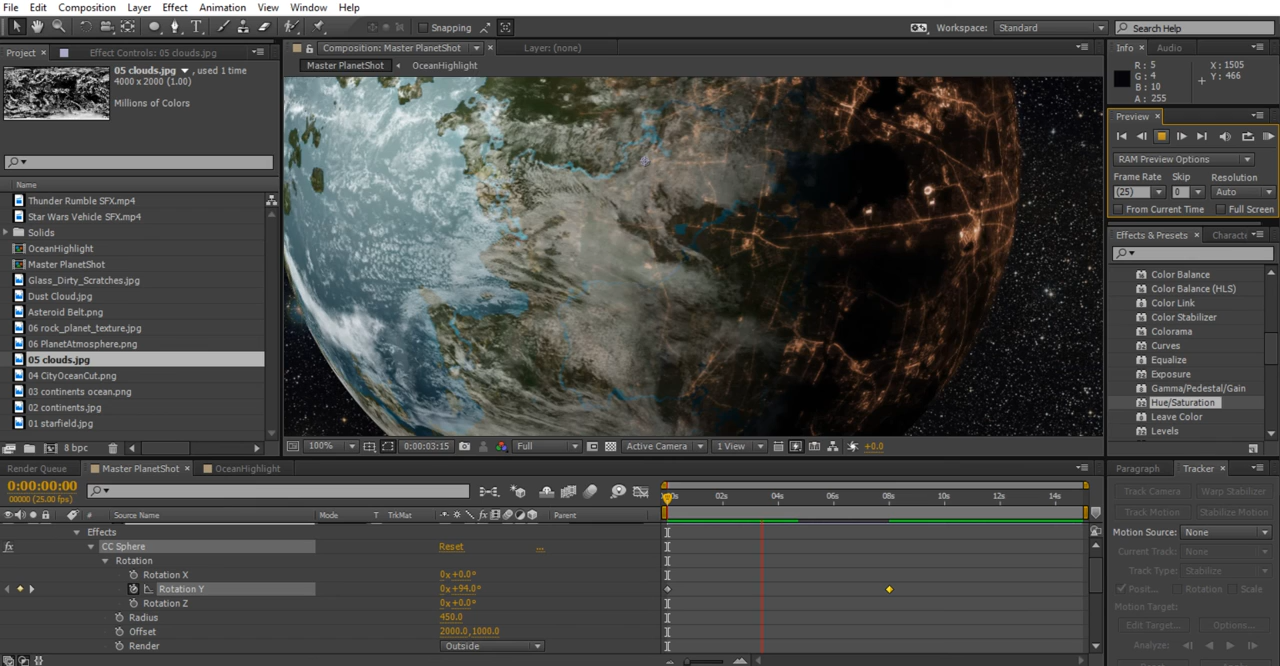 File Edit Composition Layer Effect Animation View Window Help
Snapping
Workspace: Standard
Search Help
Project
Effect Controls: 05 clouds.jpg
05 clouds.jpg , used 1 time
4000 x 2000 (1.00)
Millions of Colors
Name
Thunder Rumble SFX.mp4
Star Wars Vehicle SFX.mp4
Solids
OceanHighlight
Master PlanetShot
Glass_Dirty_Scratches.jpg
Dust Cloud.jpg
Asteroid Belt.png
06 rock_planet_texture.jpg
06 PlanetAtmosphere.png
05 clouds.jpg
04 CityOceanCut.png
03 continents ocean.png
02 continents.jpg
01 starfield.jpg
8 bpc
Composition: Master PlanetShot
Layer: (none)
Master PlanetShot
OceanHighlight
100%
0:00:03:15
Full
Active Camera
1 View
+0.0
Info
Audio
R : 5
G : 4
B : 10
A : 255
X : 1505
Y : 466
Preview
RAM Preview Options
Frame Rate Skip Resolution
(25) 0 Auto
From Current Time Full Screen
Effects & Presets
Charact
Color Balance
Color Balance (HLS)
Color Link
Color Stabilizer
Colorama
Curves
Equalize
Exposure
Gamma/Pedestal/Gain
Hue/Saturation
Leave Color
Levels
Render Queue
Master PlanetShot
OceanHighlight
0:00:00:00
00000 (25.00 fps)
# Source Name Mode T TrkMat Parent
Effects
fx CC Sphere Reset ...
Rotation
Rotation X 0x+0.0°
Rotation Y 0x+94.0°
Rotation Z 0x+0.0°
Radius 450.0
Offset 2000.0,1000.0
Render Outside
02s 04s 06s 08s 10s 12s 14s
Paragraph
Tracker
Track Camera Warp Stabilizer
Track Motion Stabilize Motion
Motion Source: None
Current Track: None
Track Type: Stabilize
Posit... Rotation Scale
Motion Target:
Edit Target... Options...
Analyze: